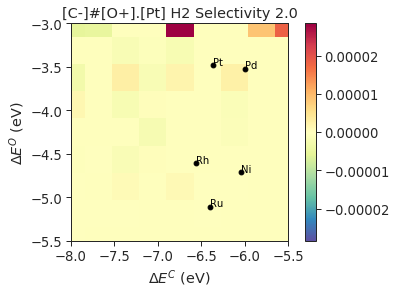 [C-]#[O+].[Pt] H2 Selectivity 2.0
−3.0
−3.5
−4.0
−4.5
−5.0
−5.5
ΔE^O (eV)
Pt
Pd
Rh
Ni
Ru
−8.0 −7.5 −7.0 −6.5 −6.0 −5.5
ΔE^C (eV)
0.00002
0.00001
0.00000
−0.00001
−0.00002